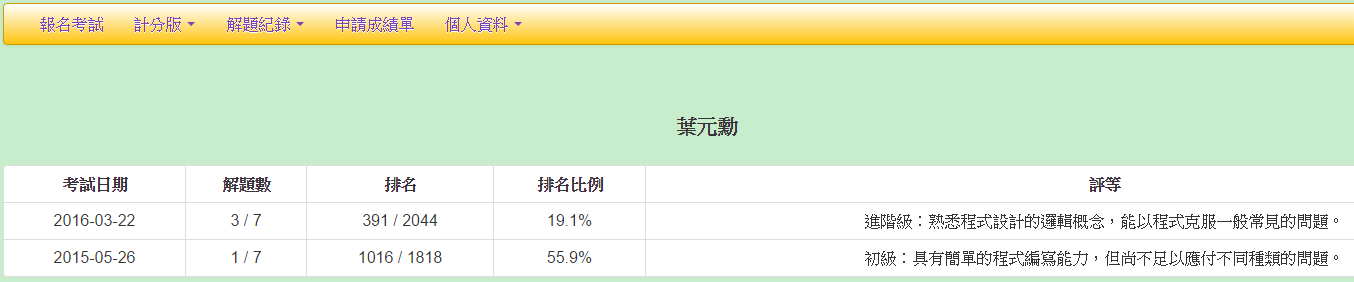 報名考試 計分版 解題紀錄 申請成績單 個人資料
葉元勳
考試日期 解題數 排名 排名比例 評等
2016-03-22 3 / 7 391 / 2044 19.1% 進階級：熟悉程式設計的邏輯概念，能以程式克服一般常見的問題。
2015-05-26 1 / 7 1016 / 1818 55.9% 初級：具有簡單的程式編寫能力，但尚不足以應付不同種類的問題。